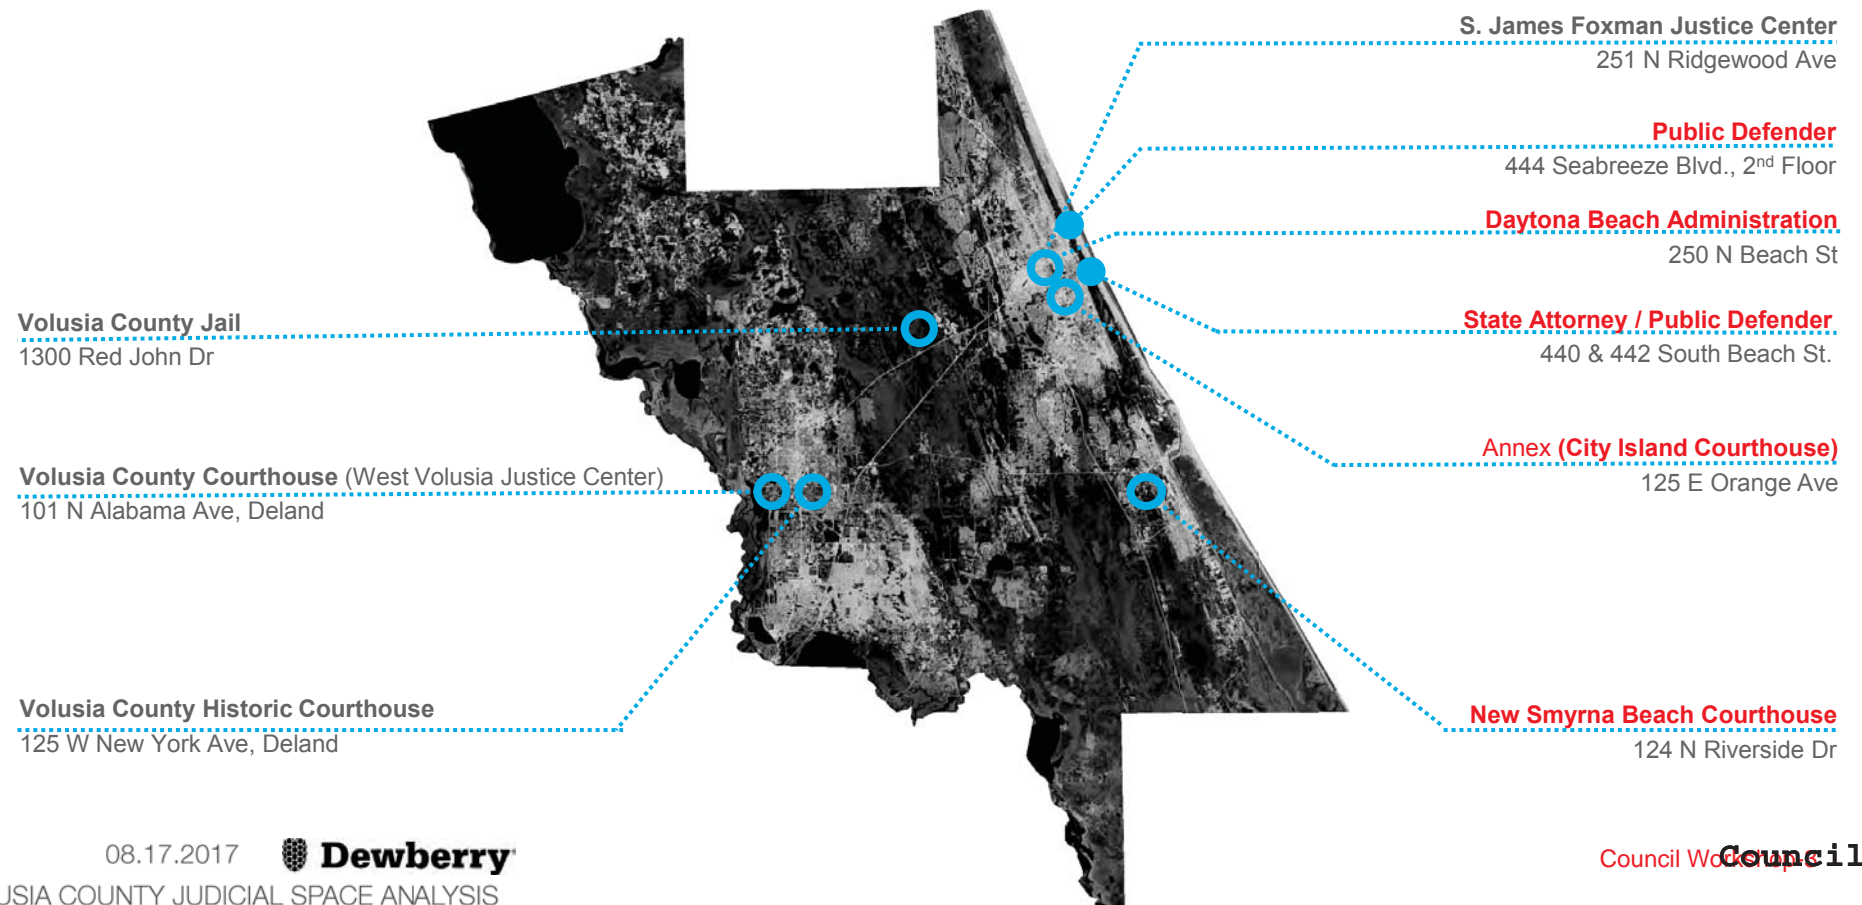 S. James Foxman Justice Center
251 N Ridgewood Ave
Public Defender
444 Seabreeze Blvd., 2nd Floor
Daytona Beach Administration
250 N Beach St
State Attorney / Public Defender
440 & 442 South Beach St.
Annex (City Island Courthouse)
125 E Orange Ave
New Smyrna Beach Courthouse
124 N Riverside Dr
Volusia County Jail
1300 Red John Dr
Volusia County Courthouse (West Volusia Justice Center)
101 N Alabama Ave, Deland
Volusia County Historic Courthouse
125 W New York Ave, Deland
08.17.2017 Dewberry
USIA COUNTY JUDICIAL SPACE ANALYSIS
Council Workshop-3
Council